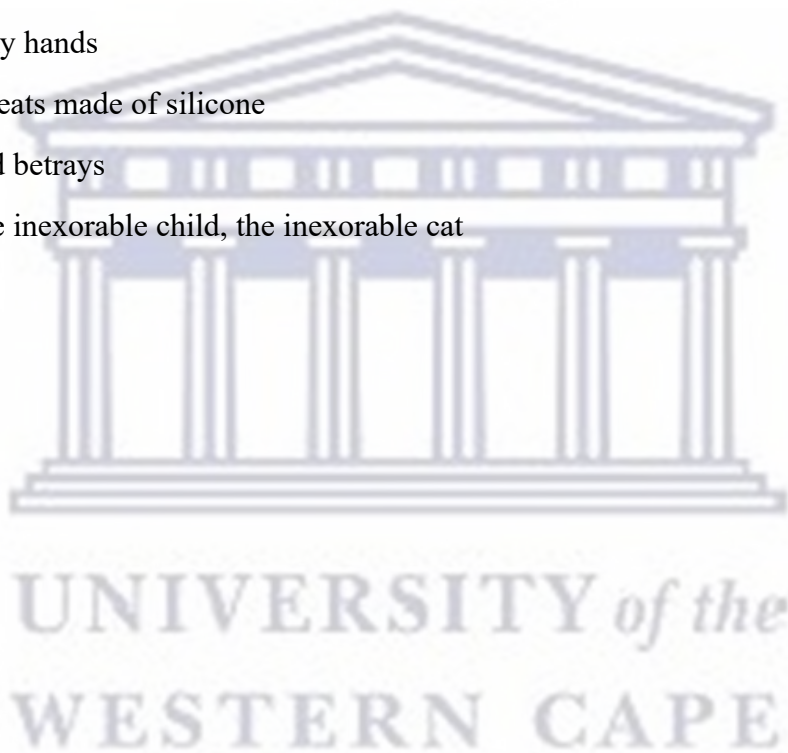 y hands
eats made of silicone
d betrays
e inexorable child, the inexorable cat
UNIVERSITY of the
WESTERN CAPE